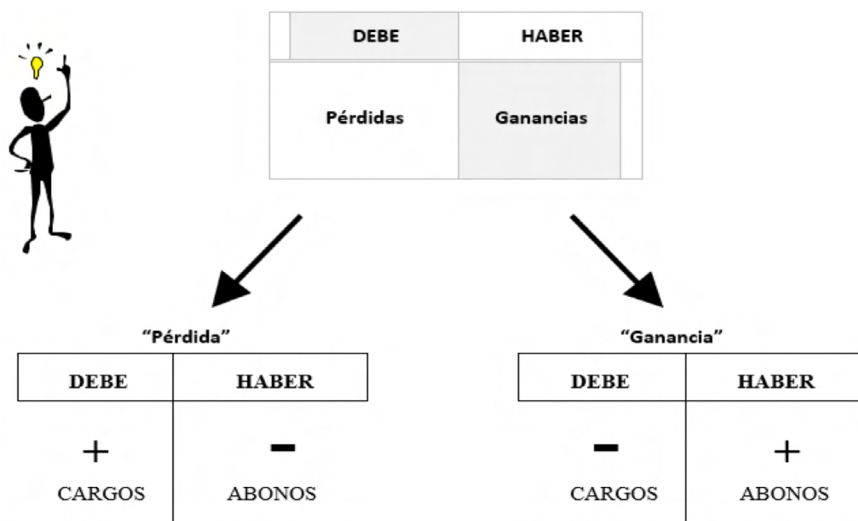 DEBE HABER
Pérdidas Ganancias
“Pérdida” “Ganancia”
DEBE HABER DEBE HABER
+ - - +
CARGOS ABONOS CARGOS ABONOS